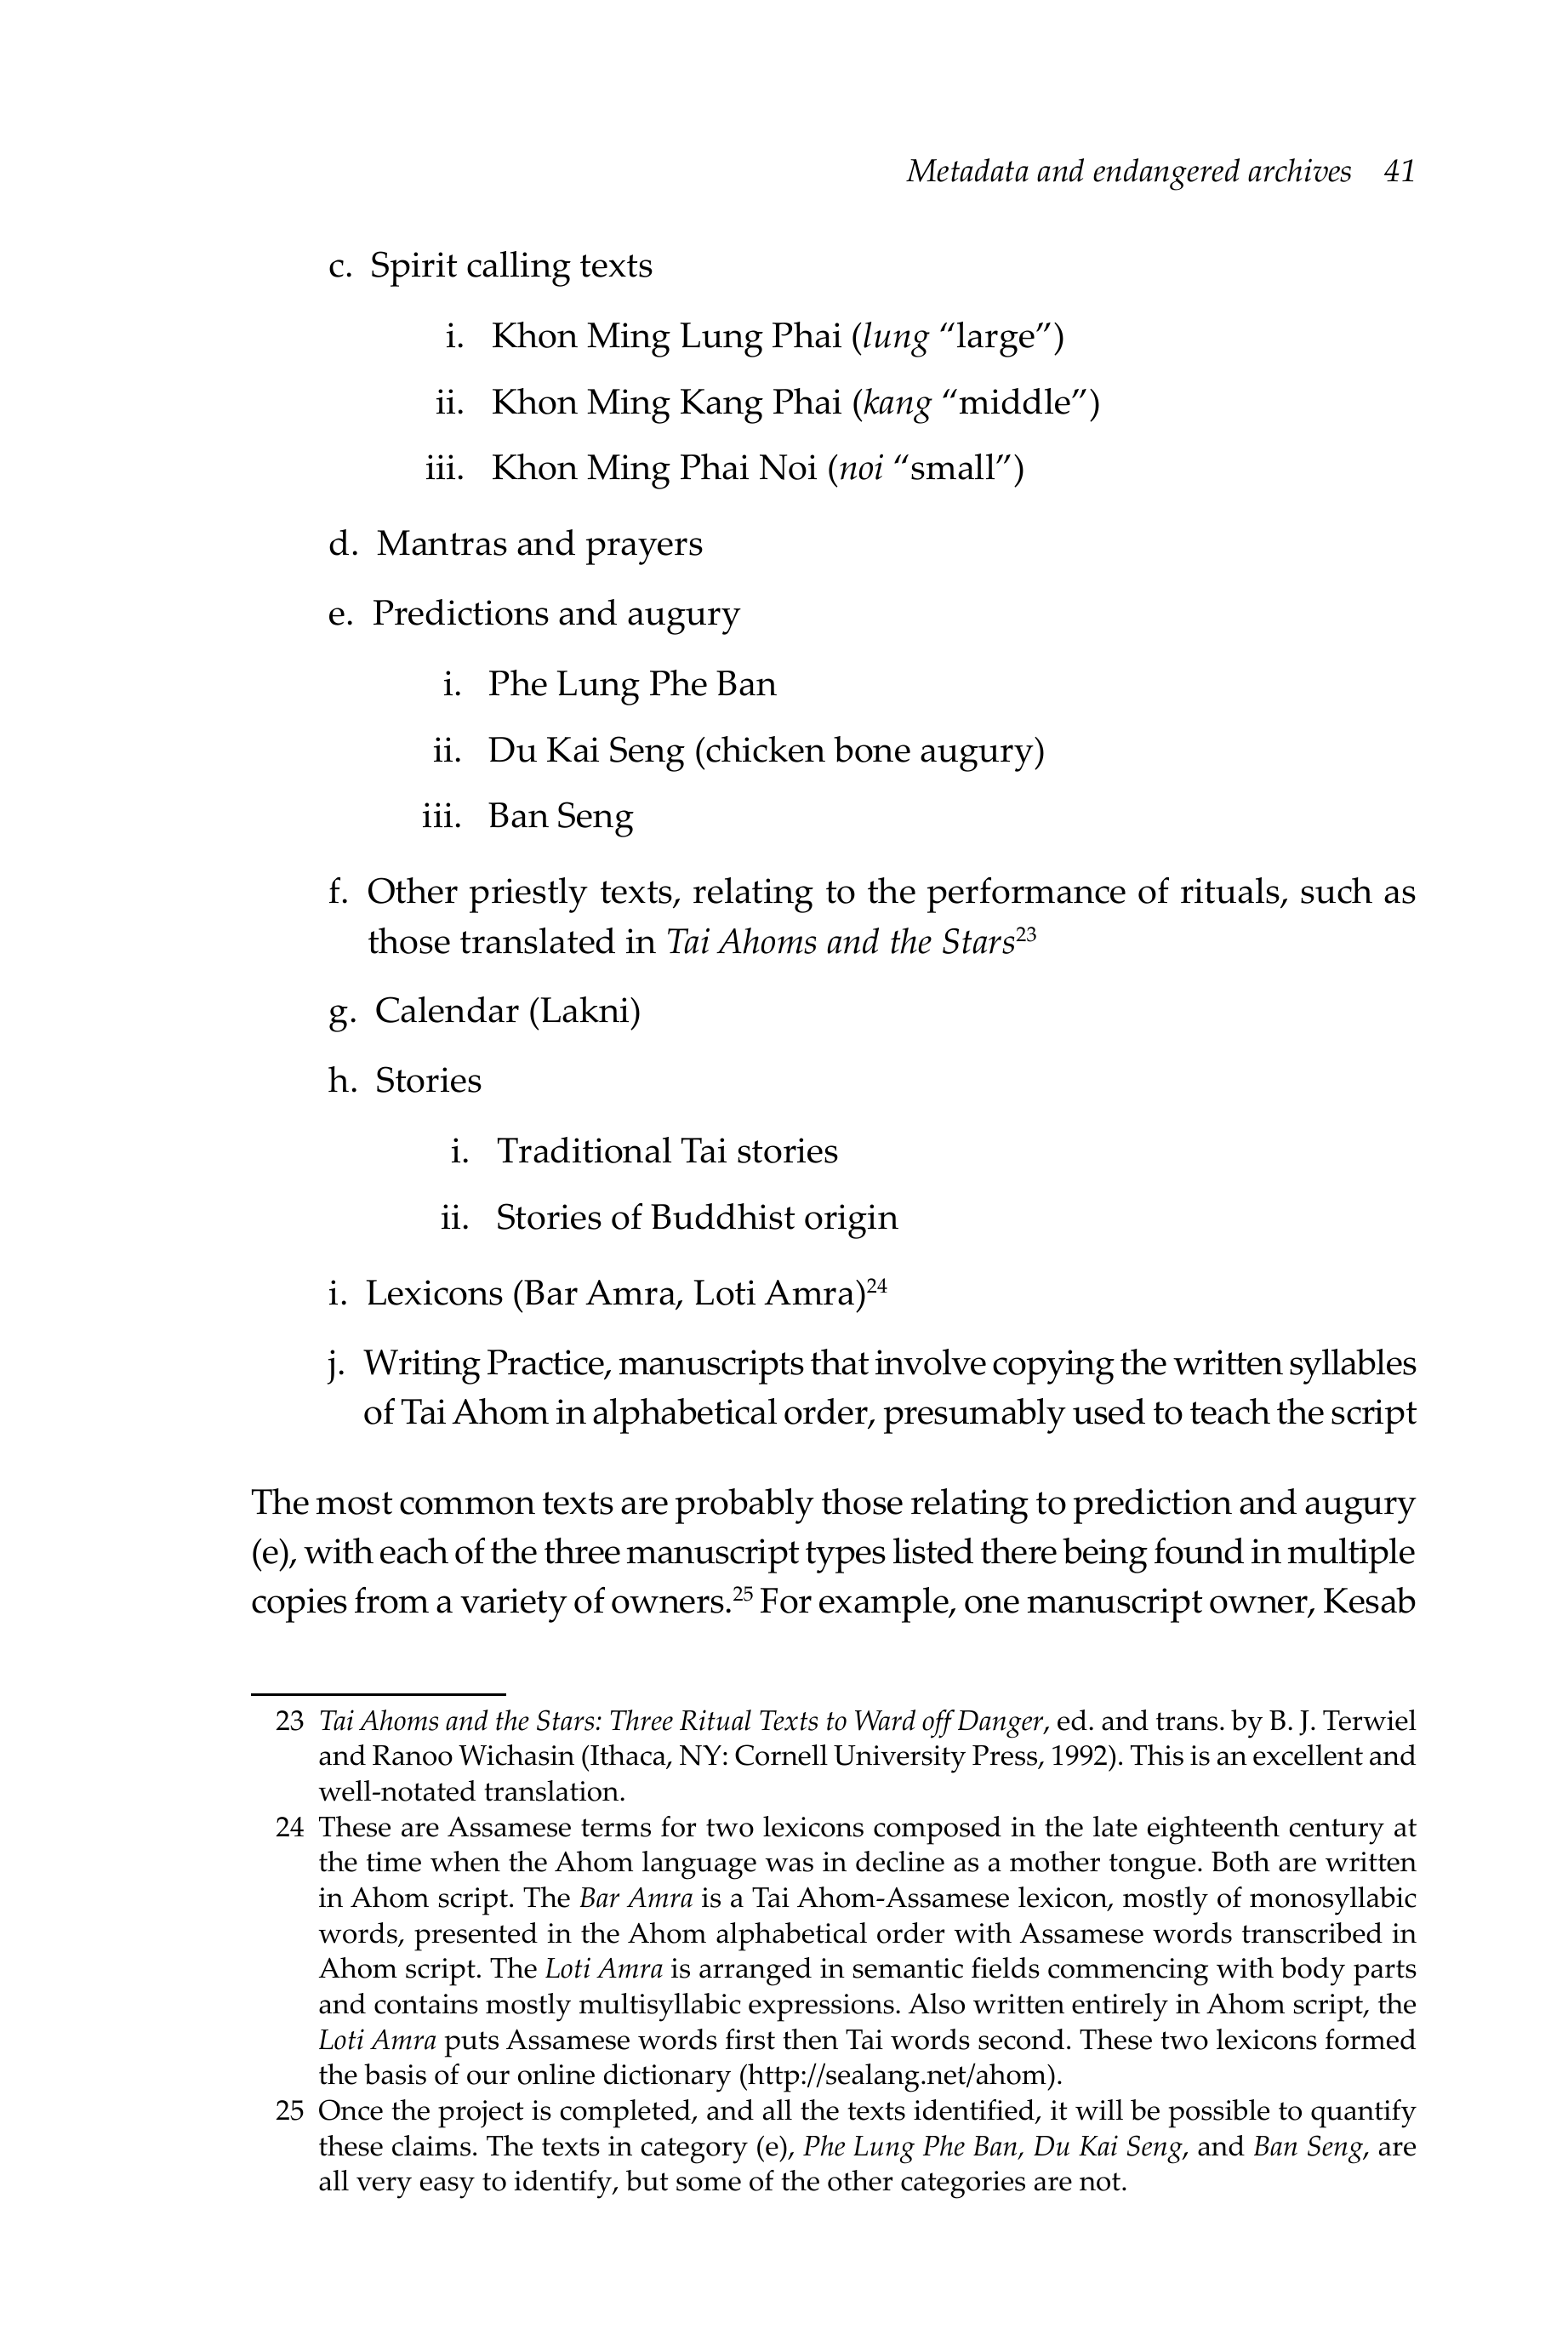 Metadata and endangered archives 41
c. Spirit calling texts
i. Khon Ming Lung Phai (lung “large”)
ii. Khon Ming Kang Phai (kang “middle”)
iii. Khon Ming Phai Noi (noi “small”)
d. Mantras and prayers
e. Predictions and augury
i. Phe Lung Phe Ban
ii. Du Kai Seng (chicken bone augury)
iii. Ban Seng
f. Other priestly texts, relating to the performance of rituals, such as
those translated in Tai Ahoms and the Stars23
g. Calendar (Lakni)
h. Stories
i. Traditional Tai stories
ii. Stories of Buddhist origin
i. Lexicons (Bar Amra, Loti Amra)24
j. Writing Practice, manuscripts that involve copying the written syllables
of Tai Ahom in alphabetical order, presumably used to teach the script
The most common texts are probably those relating to prediction and augury
(e), with each of the three manuscript types listed there being found in multiple
copies from a variety of owners.25 For example, one manuscript owner, Kesab
23 Tai Ahoms and the Stars: Three Ritual Texts to Ward off Danger, ed. and trans. by B. J. Terwiel
and Ranoo Wichasin (Ithaca, NY: Cornell University Press, 1992). This is an excellent and
well-notated translation.
24 These are Assamese terms for two lexicons composed in the late eighteenth century at
the time when the Ahom language was in decline as a mother tongue. Both are written
in Ahom script. The Bar Amra is a Tai Ahom-Assamese lexicon, mostly of monosyllabic
words, presented in the Ahom alphabetical order with Assamese words transcribed in
Ahom script. The Loti Amra is arranged in semantic fields commencing with body parts
and contains mostly multisyllabic expressions. Also written entirely in Ahom script, the
Loti Amra puts Assamese words first then Tai words second. These two lexicons formed
the basis of our online dictionary (http://sealang.net/ahom).
25 Once the project is completed, and all the texts identified, it will be possible to quantify
these claims. The texts in category (e), Phe Lung Phe Ban, Du Kai Seng, and Ban Seng, are
all very easy to identify, but some of the other categories are not.